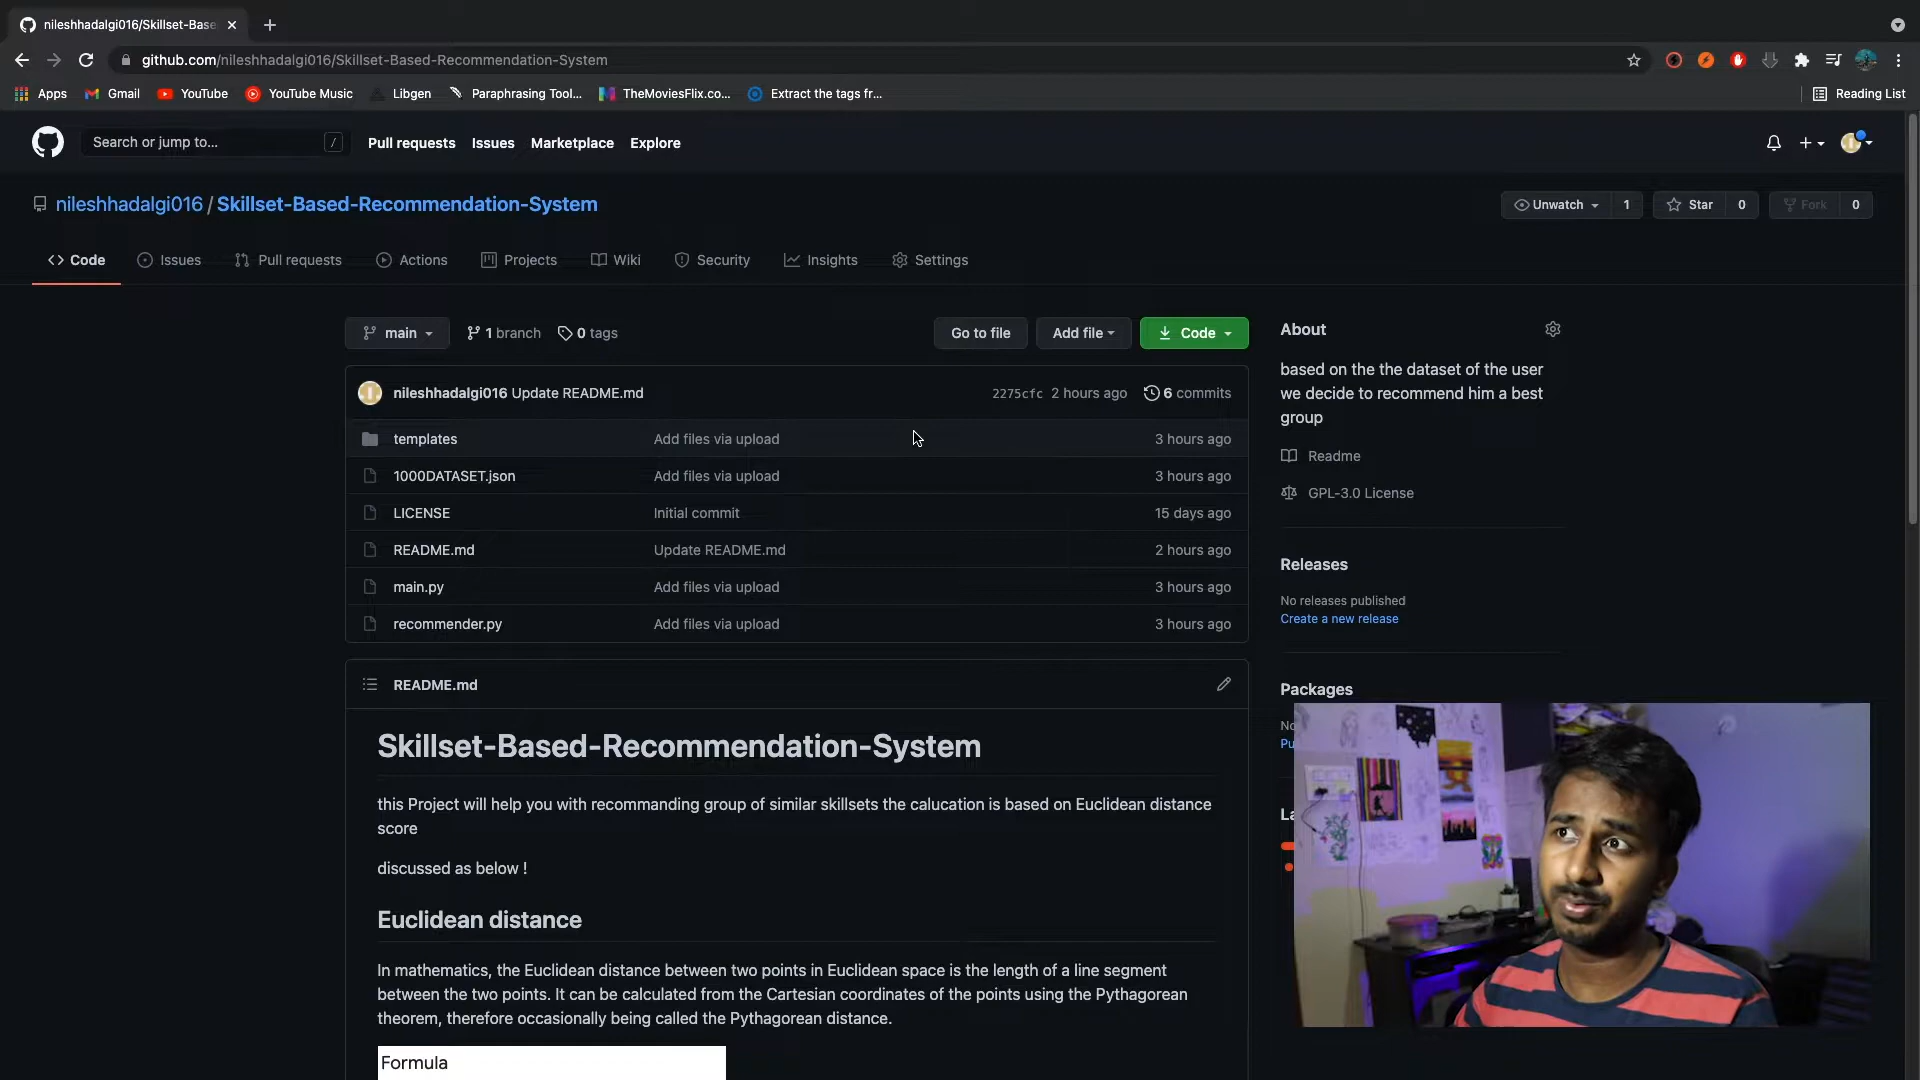 nileshhadalgi016/Skillset-Base
github.com/nileshhadalgi016/Skillset-Based-Recommendation-System
Apps Gmail YouTube YouTube Music Libgen Paraphrasing Tool... TheMoviesFlix.co... Extract the tags fr... Reading List
Search or jump to... / Pull requests Issues Marketplace Explore
nileshhadalgi016 / Skillset-Based-Recommendation-System Unwatch 1 Star 0 Fork 0
Code Issues Pull requests Actions Projects Wiki Security Insights Settings
main 1 branch 0 tags Go to file Add file Code
nileshhadalgi016 Update README.md 2275cfc 2 hours ago 6 commits
templates Add files via upload 3 hours ago
1000DATASET.json Add files via upload 3 hours ago
LICENSE Initial commit 15 days ago
README.md Update README.md 2 hours ago
main.py Add files via upload 3 hours ago
recommender.py Add files via upload 3 hours ago
README.md
Skillset-Based-Recommendation-System
this Project will help you with recommanding group of similar skillsets the calucation is based on Euclidean distance
score
discussed as below !
Euclidean distance
In mathematics, the Euclidean distance between two points in Euclidean space is the length of a line segment
between the two points. It can be calculated from the Cartesian coordinates of the points using the Pythagorean
theorem, therefore occasionally being called the Pythagorean distance.
Formula
About
based on the the dataset of the user
we decide to recommend him a best
group
Readme
GPL-3.0 License
Releases
No releases published
Create a new release
Packages